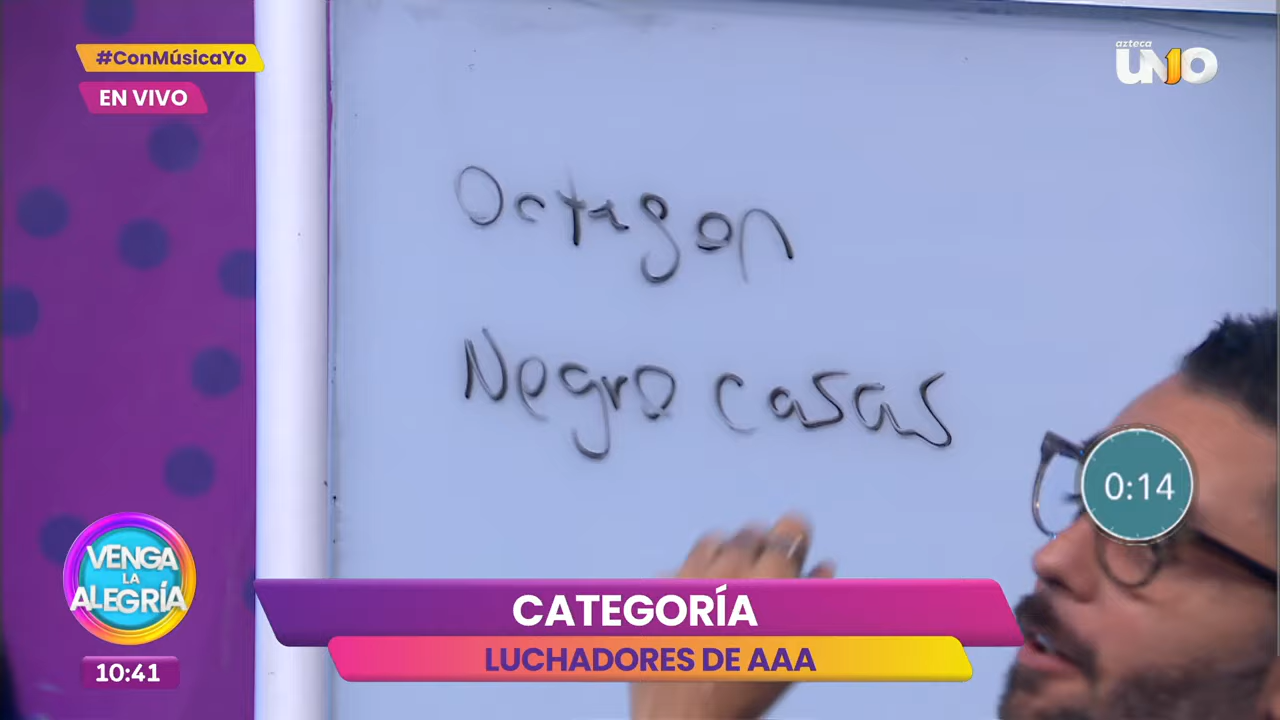 #ConMúsicaYo
EN VIVO
azteca
UNO
Octagon
Negro casas
0:14
VENGA
LA
ALEGRÍA
10:41
CATEGORÍA
LUCHADORES DE AAA